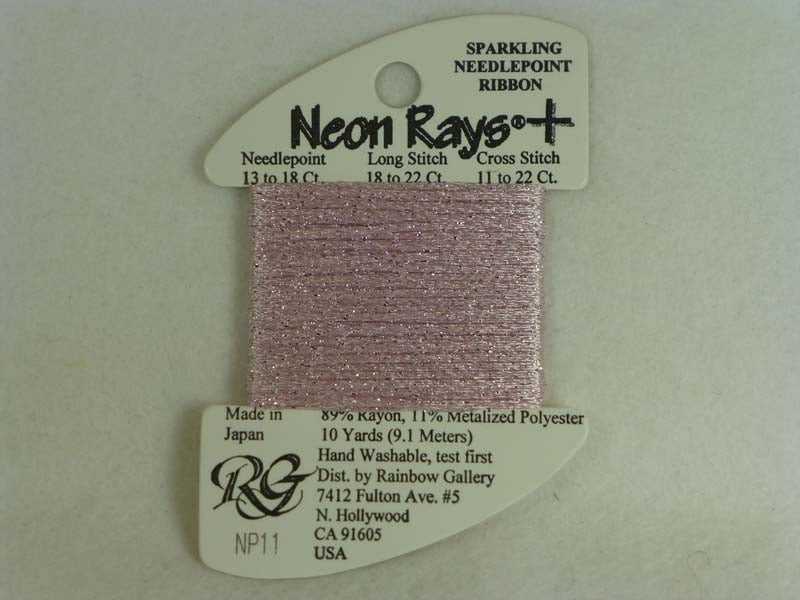 SPARKLING
NEEDLEPOINT
RIBBON
Neon Rays®+
Needlepoint Long Stitch Cross Stitch
13 to 18 Ct. 18 to 22 Ct. 11 to 22 Ct.
Made in
Japan
89% Rayon, 11% Metalized Polyester
10 Yards (9.1 Meters)
Hand Washable, test first
Dist. by Rainbow Gallery
7412 Fulton Ave. #5
N. Hollywood
CA 91605
USA
RG
NP11